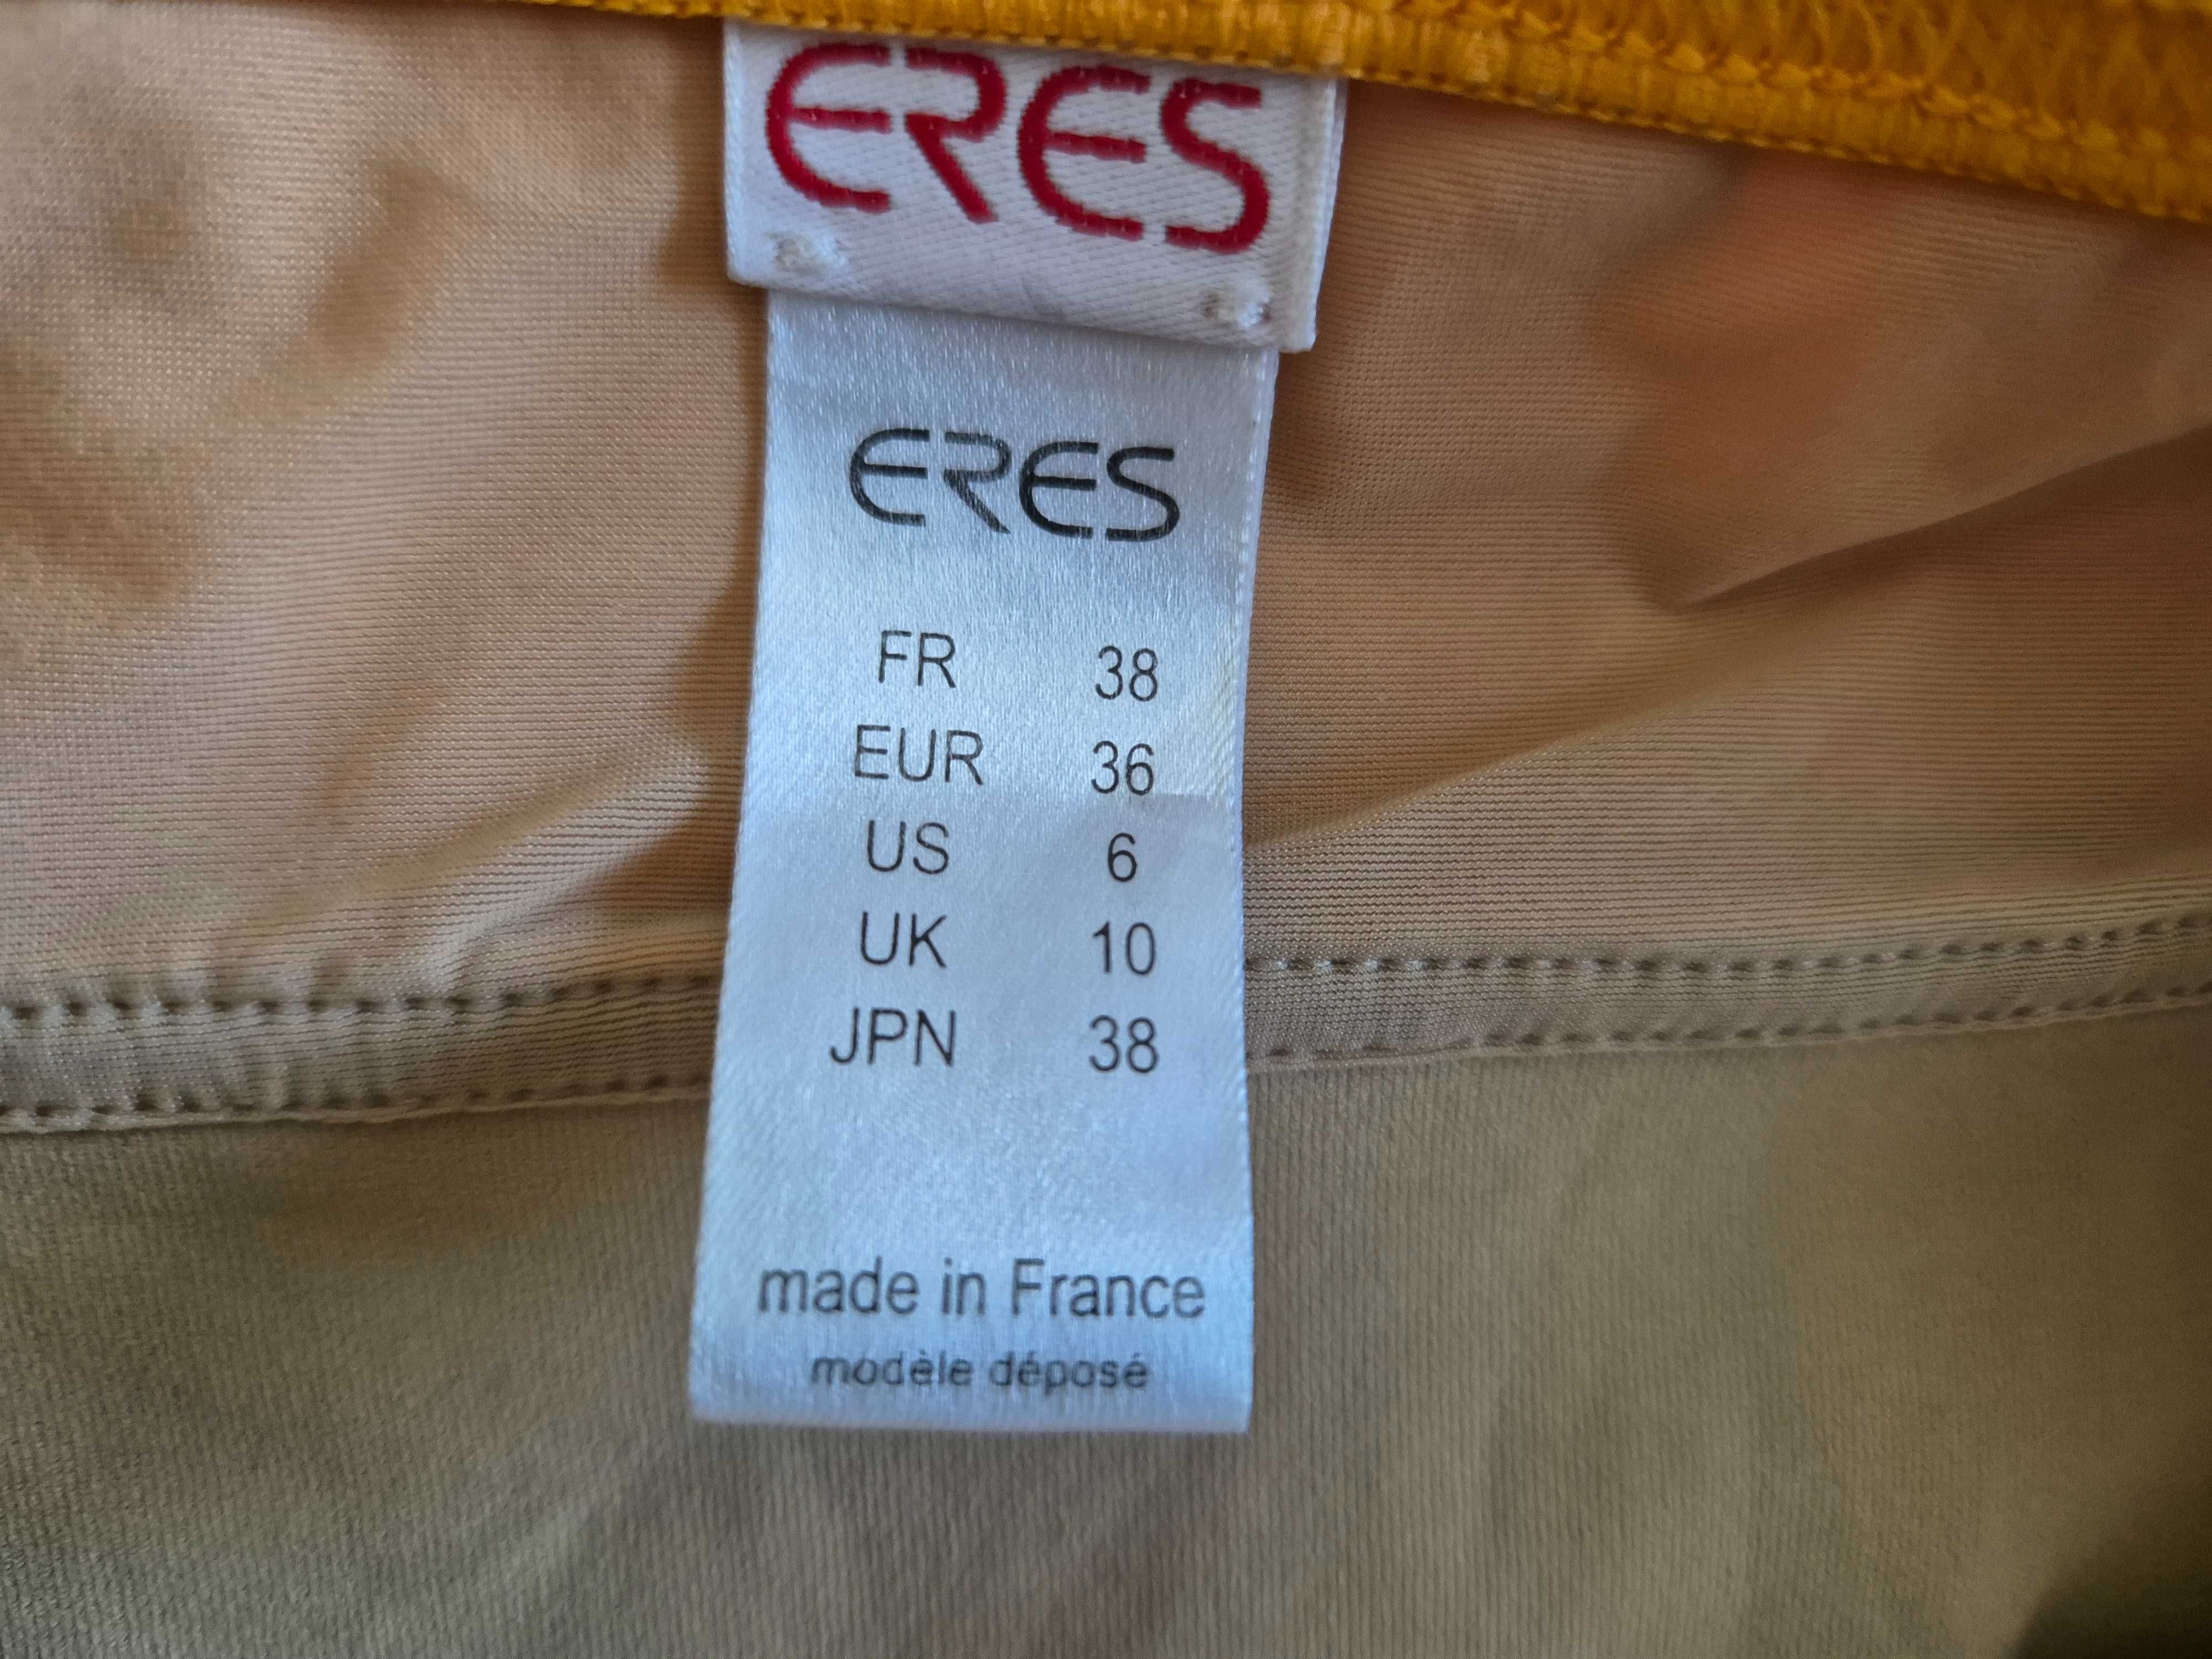 ERES
ERES
FR 38
EUR 36
US 6
UK 10
JPN 38
made in France
modèle déposé